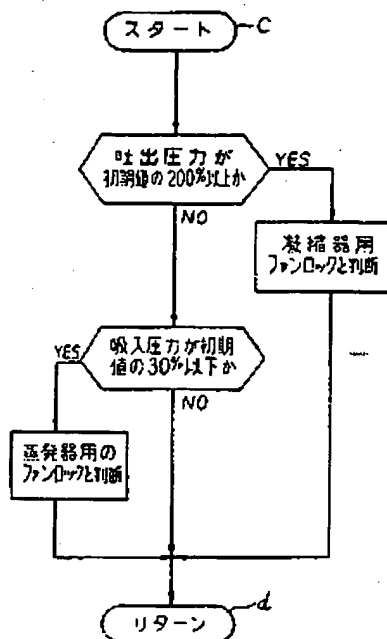 スタート
C
吐出圧力が
初期値の200%以上か
YES
NO
凝縮器用
ファンロックと判断
吸入圧力が初期
値の30%以下か
YES
NO
蒸発器用の
ファンロックと判断
リターン
d